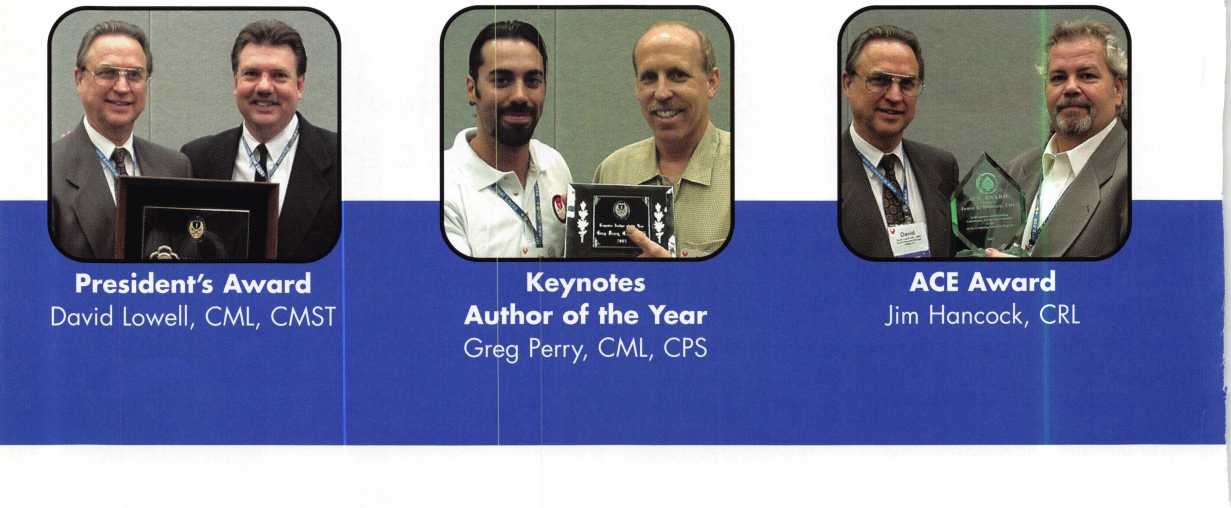 President's Award
David Lowell, CML, CMST
Keynotes
Author of the Year
Greg Perry, CML, CPS
ACE Award
Jim Hancock, CRL
David